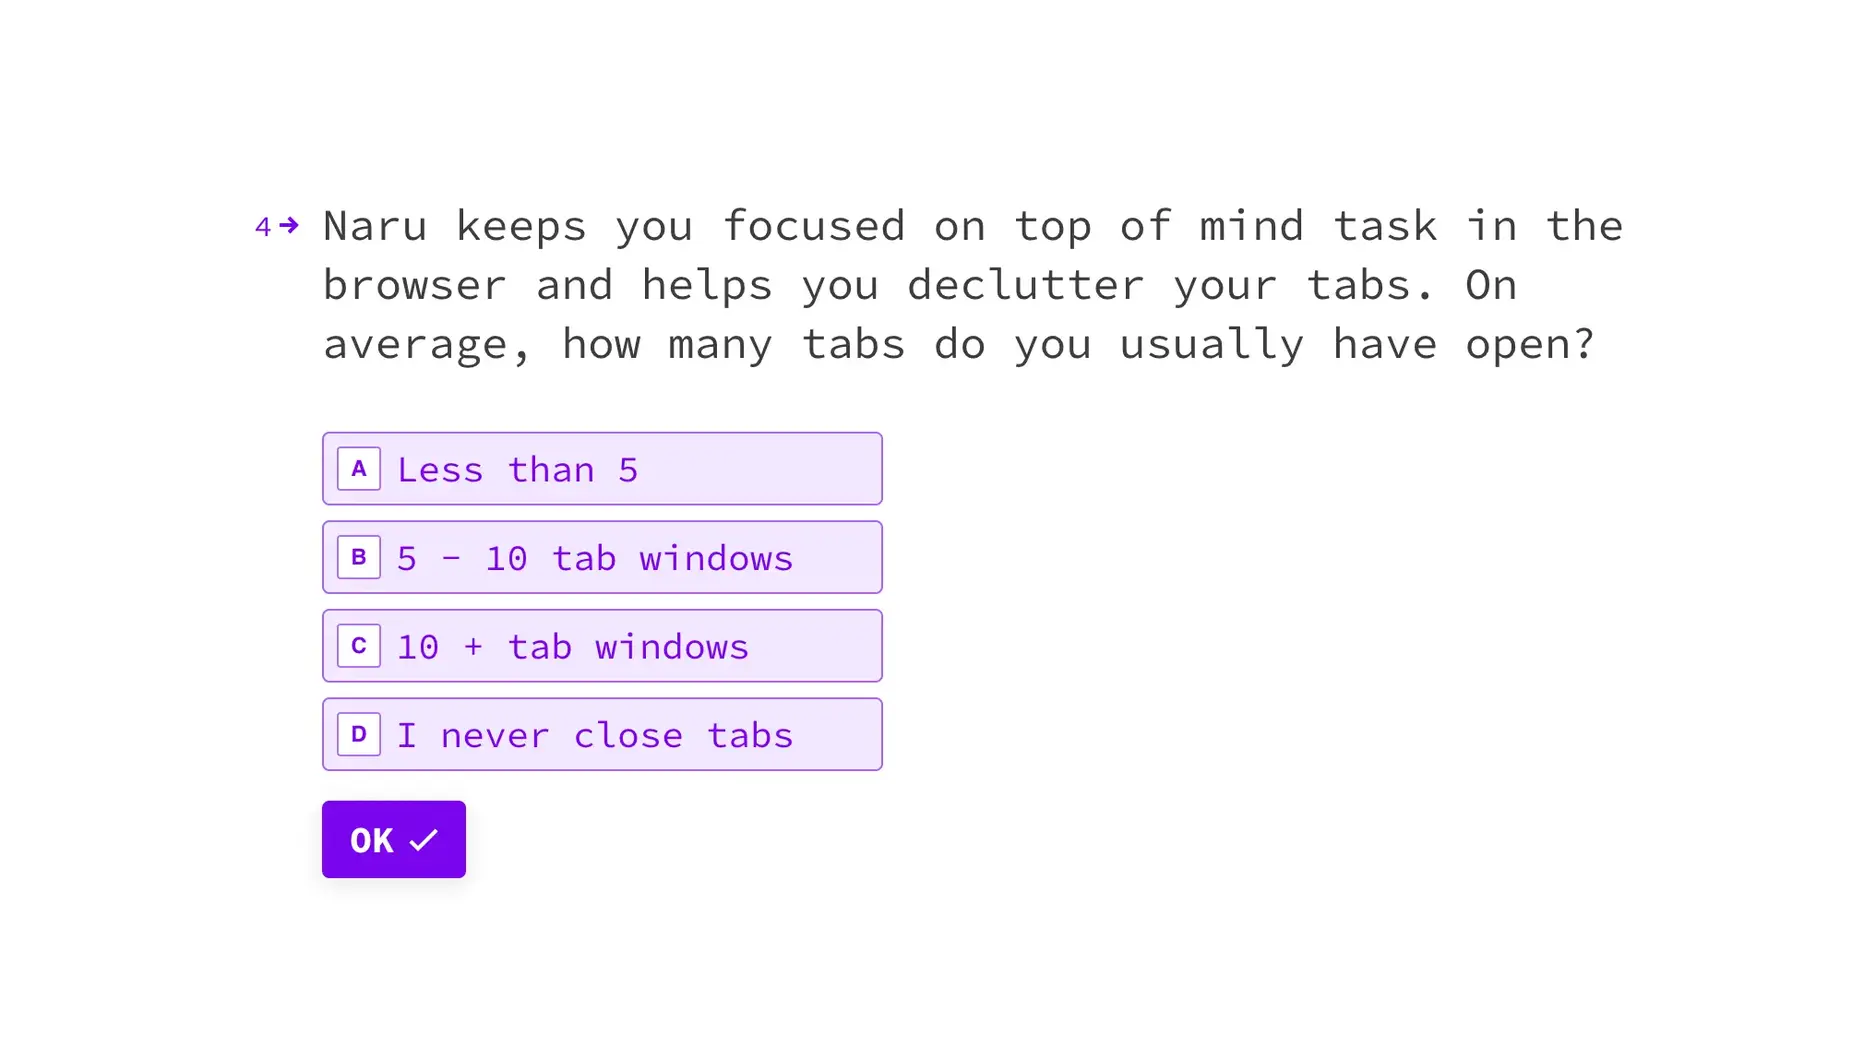 4→ Naru keeps you focused on top of mind task in the
browser and helps you declutter your tabs. On
average, how many tabs do you usually have open?
A Less than 5
B 5 - 10 tab windows
C 10 + tab windows
D I never close tabs
OK ✓